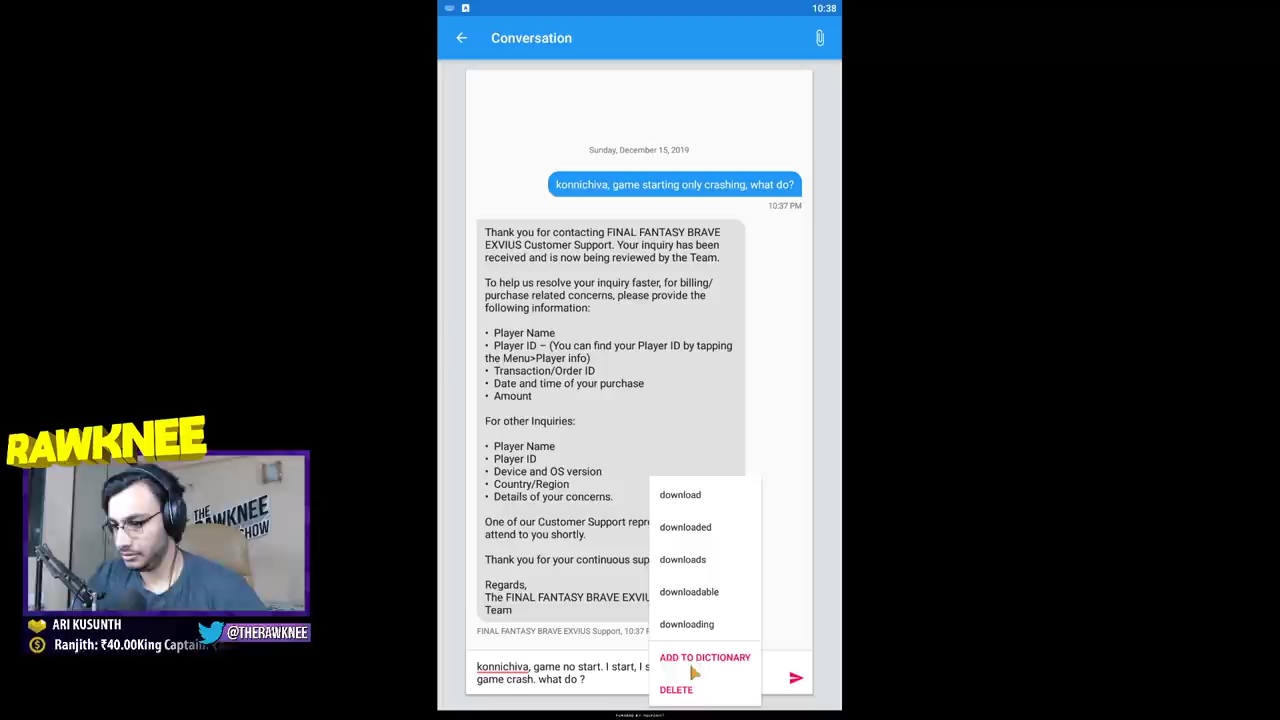 10:38
Conversation
Sunday, December 15, 2019
konnichiva, game starting only crashing, what do?
10:37 PM
Thank you for contacting FINAL FANTASY BRAVE
EXVIUS Customer Support. Your inquiry has been
received and is now being reviewed by the Team.
To help us resolve your inquiry faster, for billing/
purchase related concerns, please provide the
following information:
• Player Name
• Player ID – (You can find your Player ID by tapping
the Menu>Player info)
• Transaction/Order ID
• Date and time of your purchase
• Amount
For other Inquiries:
• Player Name
• Player ID
• Device and OS version
• Country/Region
• Details of your concerns.
One of our Customer Support repr
attend to you shortly.
Thank you for your continuous sup
Regards,
The FINAL FANTASY BRAVE EXVIU
Team
FINAL FANTASY BRAVE EXVIUS Support, 10:37 P
download
downloaded
downloads
downloadable
downloading
ADD TO DICTIONARY
DELETE
konnichiva, game no start. I start, I s
game crash. what do ?
RAWKNEE
THE
RAWKNEE
SHOW
ARI KUSUNTH
Ranjith: ₹40.00King Captain:
@THERAWKNEE